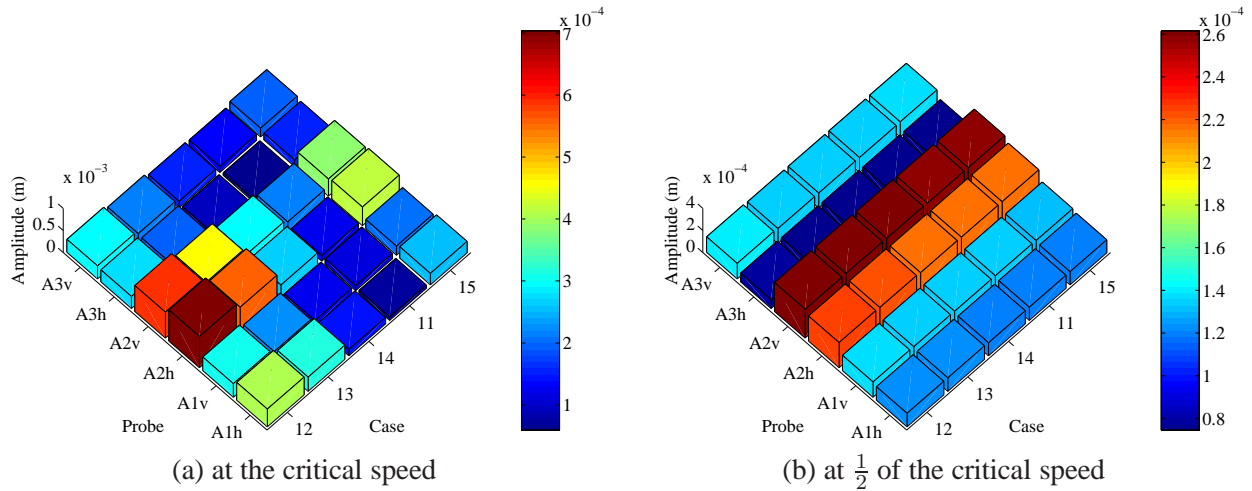 x 10⁻⁴
7
6
5
4
3
2
1
x 10⁻³
Amplitude (m)
1
0.5
0
A3v
A3h
A2v
A2h
A1v
A1h
Probe
12
13
14
11
15
Case
(a) at the critical speed
x 10⁻⁴
2.6
2.4
2.2
2
1.8
1.6
1.4
1.2
1
0.8
x 10⁻⁴
Amplitude (m)
4
2
0
A3v
A3h
A2v
A2h
A1v
A1h
Probe
12
13
14
11
15
Case
(b) at 1/2 of the critical speed